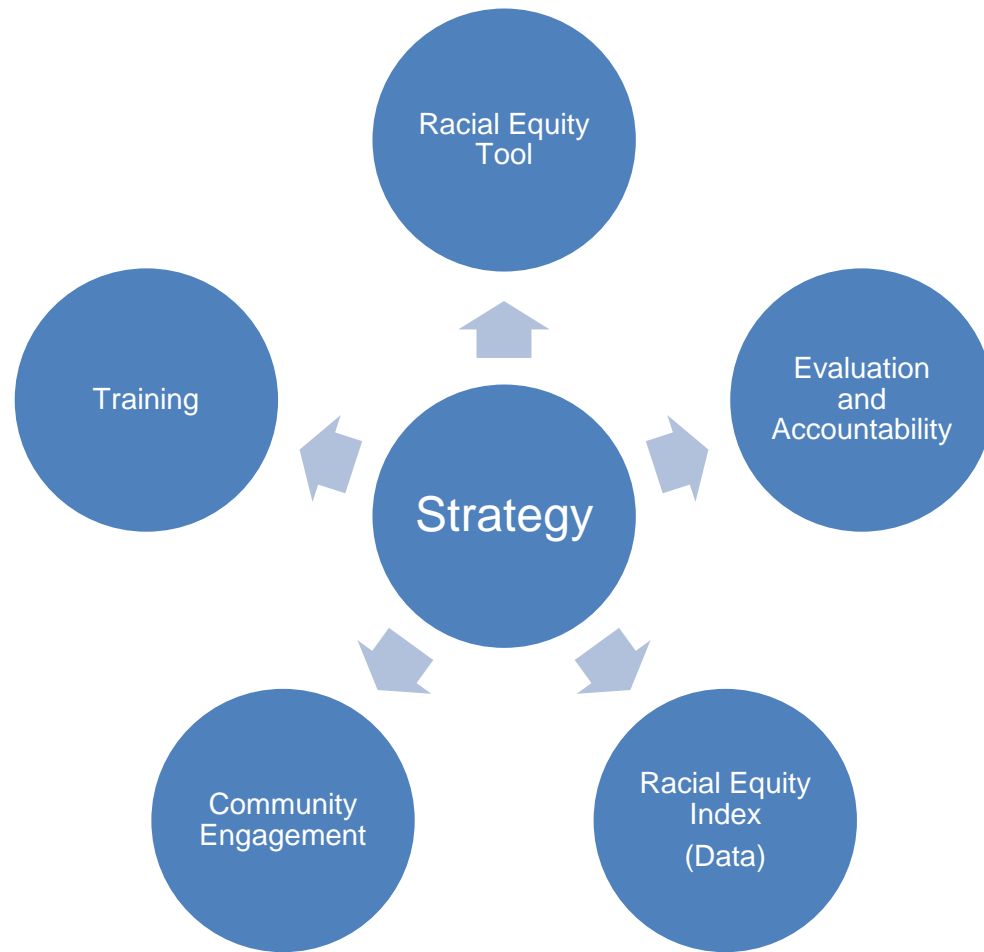 Racial Equity
Tool
Evaluation
and
Accountability
Training
Strategy
Racial Equity
Index
(Data)
Community
Engagement